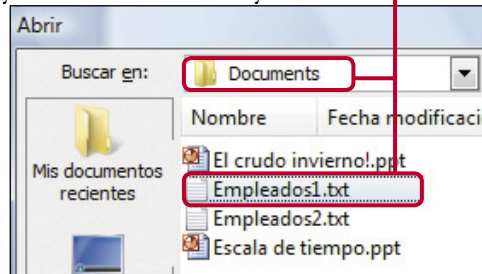 Abrir
Buscar en:
Documents
Nombre Fecha modificaci
Mis documentos
recientes
El crudo invierno!.ppt
Empleados1.txt
Empleados2.txt
Escala de tiempo.ppt